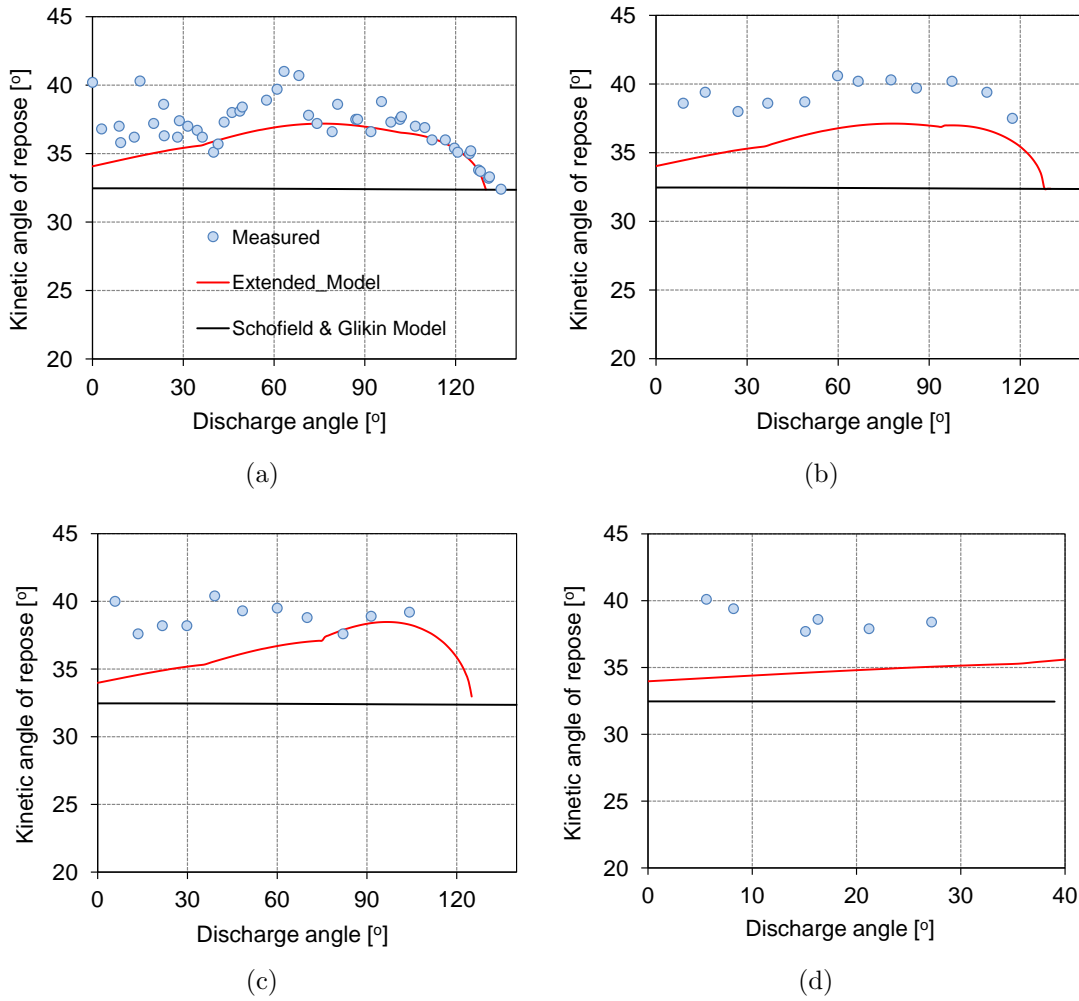 45
40
35
30
25
20
Kinetic angle of repose [o]
Measured
Extended_Model
Schofield & Glikin Model
0 30 60 90 120
Discharge angle [o]
(a)
45
40
35
30
25
20
Kinetic angle of repose [o]
0 30 60 90 120
Discharge angle [o]
(b)
45
40
35
30
25
20
Kinetic angle of repose [o]
0 30 60 90 120
Discharge angle [o]
(c)
45
40
35
30
25
20
Kinetic angle of repose [o]
0 10 20 30 40
Discharge angle [o]
(d)